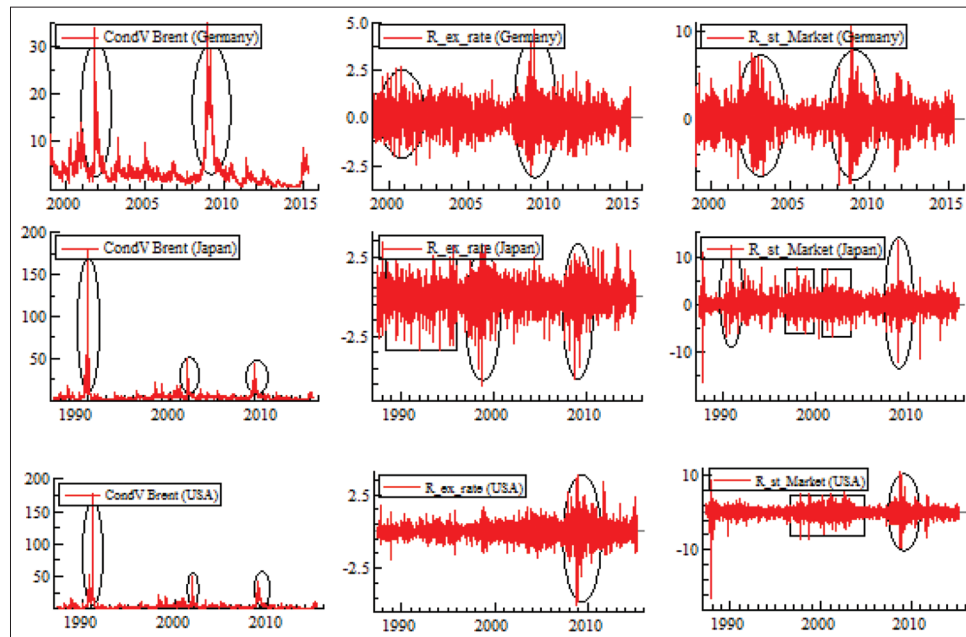 CondV Brent (Germany)
35
25
15
2000 2005 2010 2015
R_ex_rate (Germany)
5.0
2.5
0.0
-2.5
2000 2005 2010 2015
R_st_Market (Germany)
10
0
2000 2005 2010 2015
CondV Brent (Japan)
200
150
100
50
1990 2000 2010
R_ex_rate (Japan)
2.5
-2.5
1990 2000 2010
R_st_Market (Japan)
10
0
-10
1990 2000 2010
CondV Brent (USA)
200
150
100
50
1990 2000 2010
R_ex_rate (USA)
2.5
-2.5
1990 2000 2010
R_st_Market (USA)
10
-10
1990 2000 2010